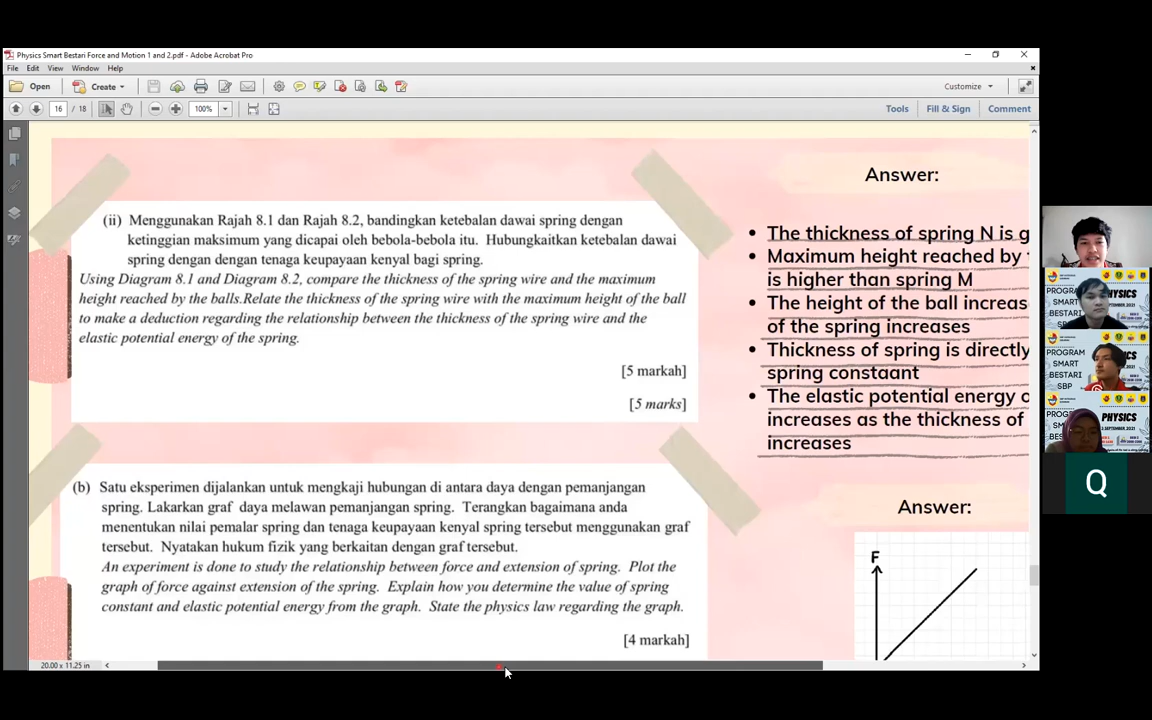 Physics Smart Bestari Force and Motion 1 and 2.pdf - Adobe Acrobat Pro
File Edit View Window Help
Open Create Customize
16 / 18 100% Tools Fill & Sign Comment
(ii) Menggunakan Rajah 8.1 dan Rajah 8.2, bandingkan ketebalan dawai spring dengan
ketinggian maksimum yang dicapai oleh bebola-bebola itu. Hubungkaitkan ketebalan dawai
spring dengan dengan tenaga keupayaan kenyal bagi spring.
Using Diagram 8.1 and Diagram 8.2, compare the thickness of the spring wire and the maximum
height reached by the balls.Relate the thickness of the spring wire with the maximum height of the ball
to make a deduction regarding the relationship between the thickness of the spring wire and the
elastic potential energy of the spring.
[5 markah]
[5 marks]
Answer:
• The thickness of spring N is g
• Maximum height reached by
is higher than spring M
• The height of the ball increas
of the spring increases
• Thickness of spring is directly
spring constaant
• The elastic potential energy o
increases as the thickness of
increases
(b) Satu eksperimen dijalankan untuk mengkaji hubungan di antara daya dengan pemanjangan
spring. Lakarkan graf daya melawan pemanjangan spring. Terangkan bagaimana anda
menentukan nilai pemalar spring dan tenaga keupayaan kenyal spring tersebut menggunakan graf
tersebut. Nyatakan hukum fizik yang berkaitan dengan graf tersebut.
An experiment is done to study the relationship between force and extension of spring. Plot the
graph of force against extension of the spring. Explain how you determine the value of spring
constant and elastic potential energy from the graph. State the physics law regarding the graph.
[4 markah]
Answer:
F
20.00 x 11.25 in
PROGRAM
SMART
BESTARI
SBP
PHYSICS
PROGRAM
SMART
BESTARI
SBP
PHYSICS
PROGRAM
SMART
BESTARI
PHYSICS
Q